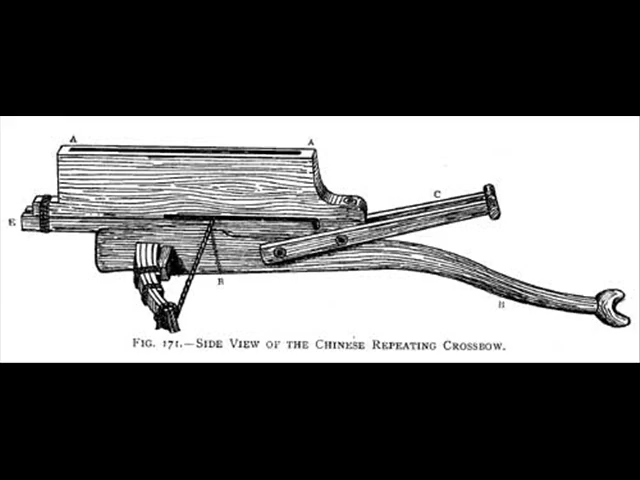 A A
C
E
R
B
FIG. 171.—SIDE VIEW OF THE CHINESE REPEATING CROSSBOW.